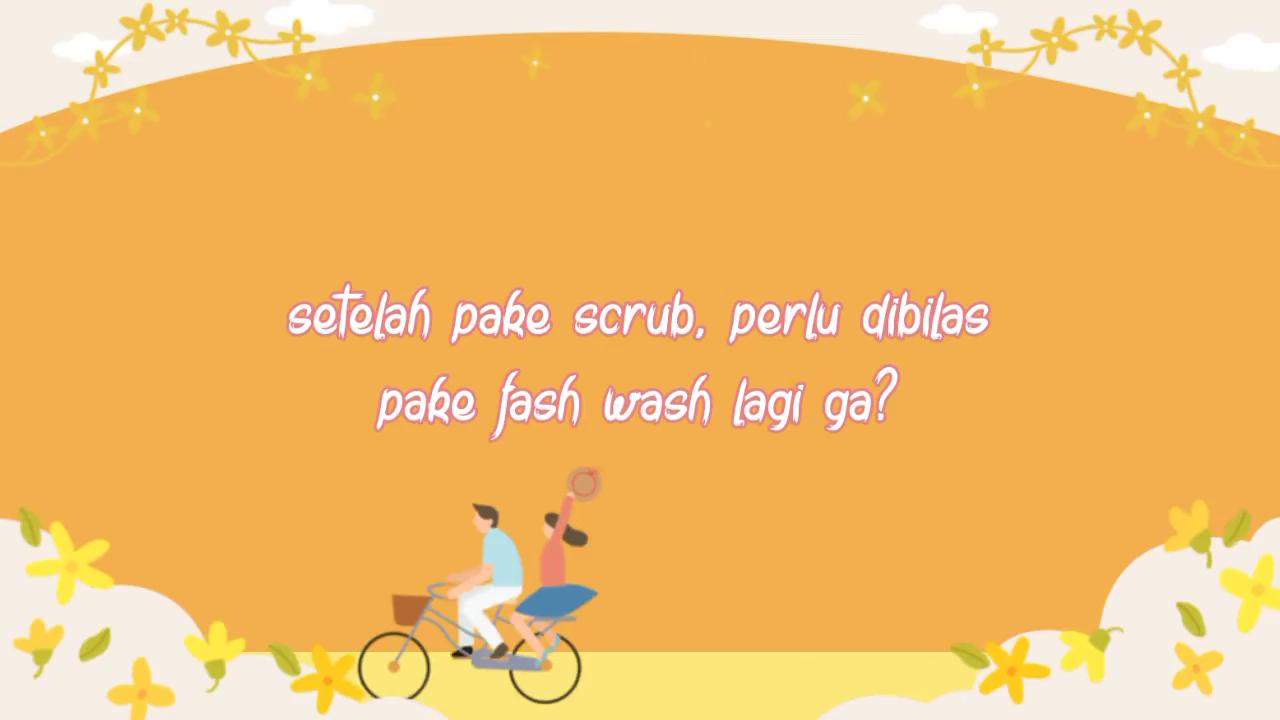 setelah pake scrub, perlu dibilas
pake fash wash lagi ga?